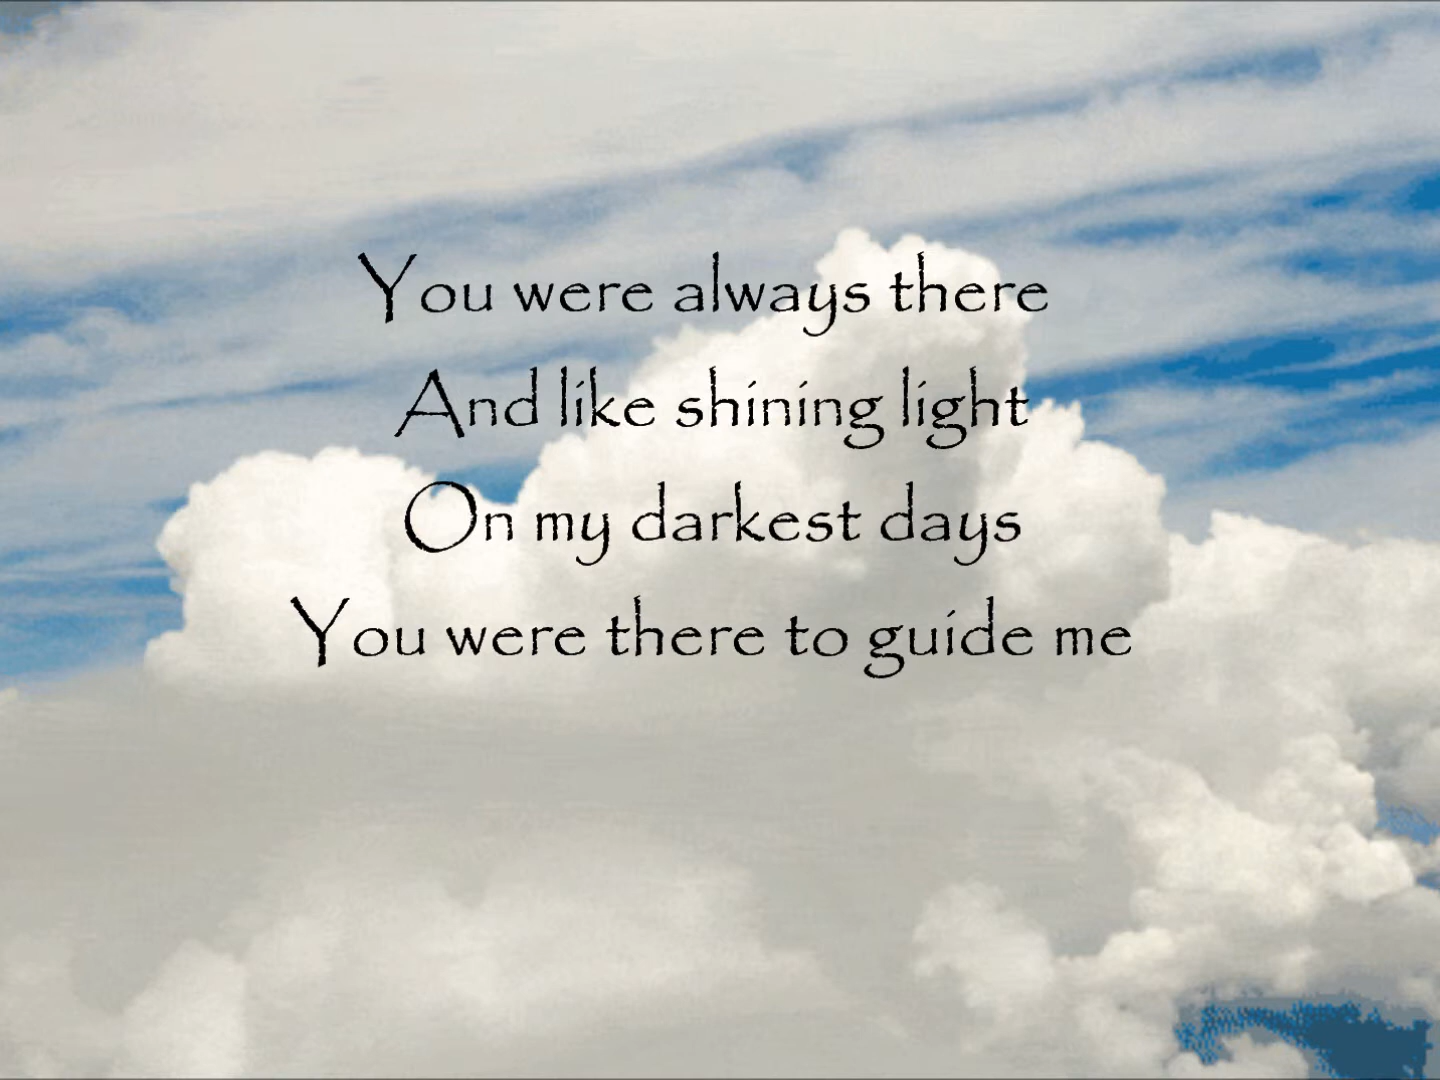 You were always there
And like shining light
On my darkest days
You were there to guide me